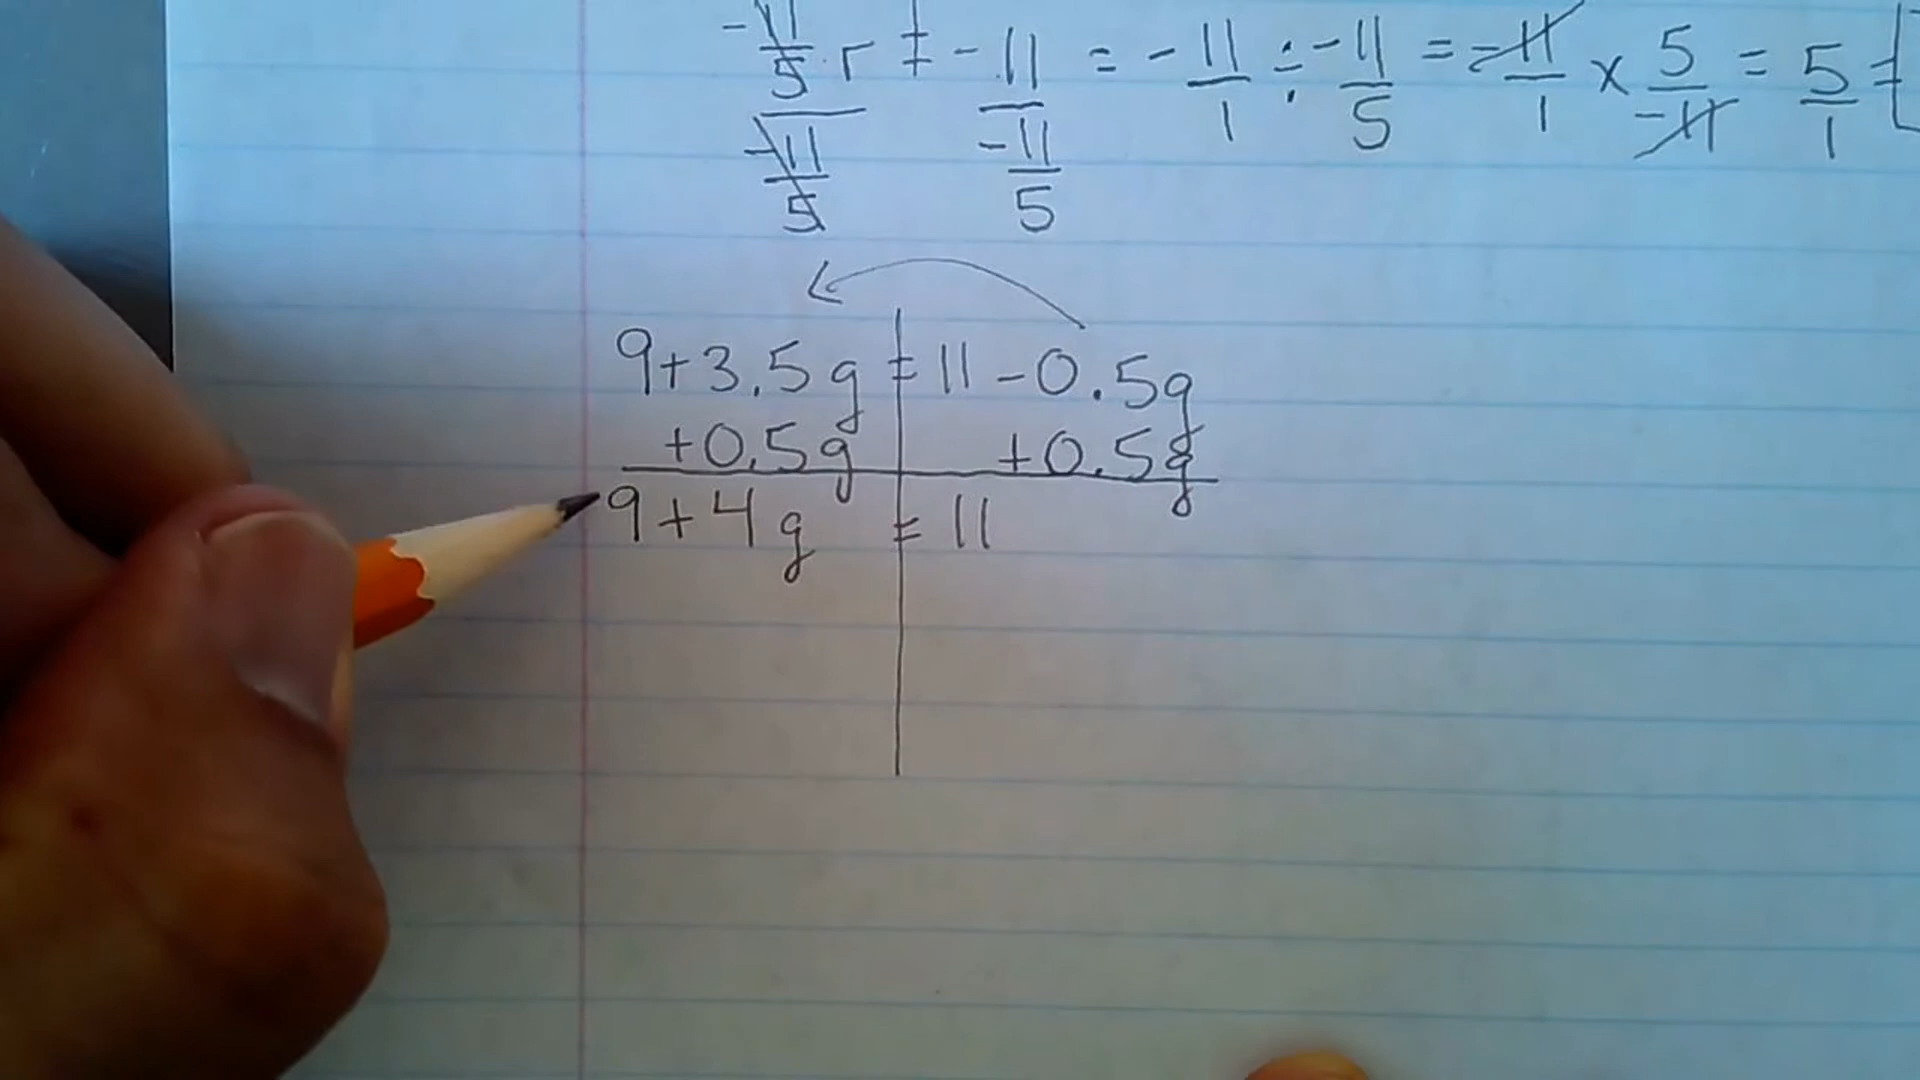 -11/5 · r = -11/(-11/5) = -11/1 ÷ -11/5 = -11/1 x 5/-11 = 5/1 =
-11/5
9+3.5g = 11-0.5g
+0.5g +0.5g
9+4g = 11